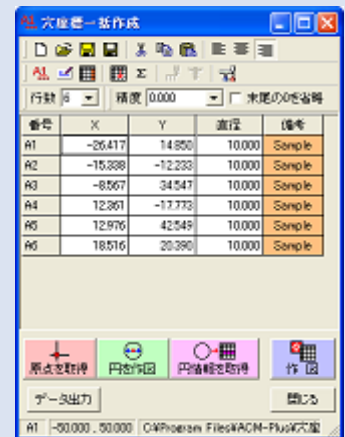 穴座標一括作成
行数 6 精度 0.000 末尾の0を省略
番号 X Y 直径 備考
A1 -26.417 14.850 10.000 Sample
A2 -15.338 -12.233 10.000 Sample
A3 -8.567 34.547 10.000 Sample
A4 12.361 -17.773 10.000 Sample
A5 12.976 42.549 10.000 Sample
A6 18.516 20.390 10.000 Sample
原点を取得 円を作図 円情報を取得 作 図
データ出力 閉じる
A1 -50.000 , 50.000 C:¥Program Files¥ACM-Plus¥穴座